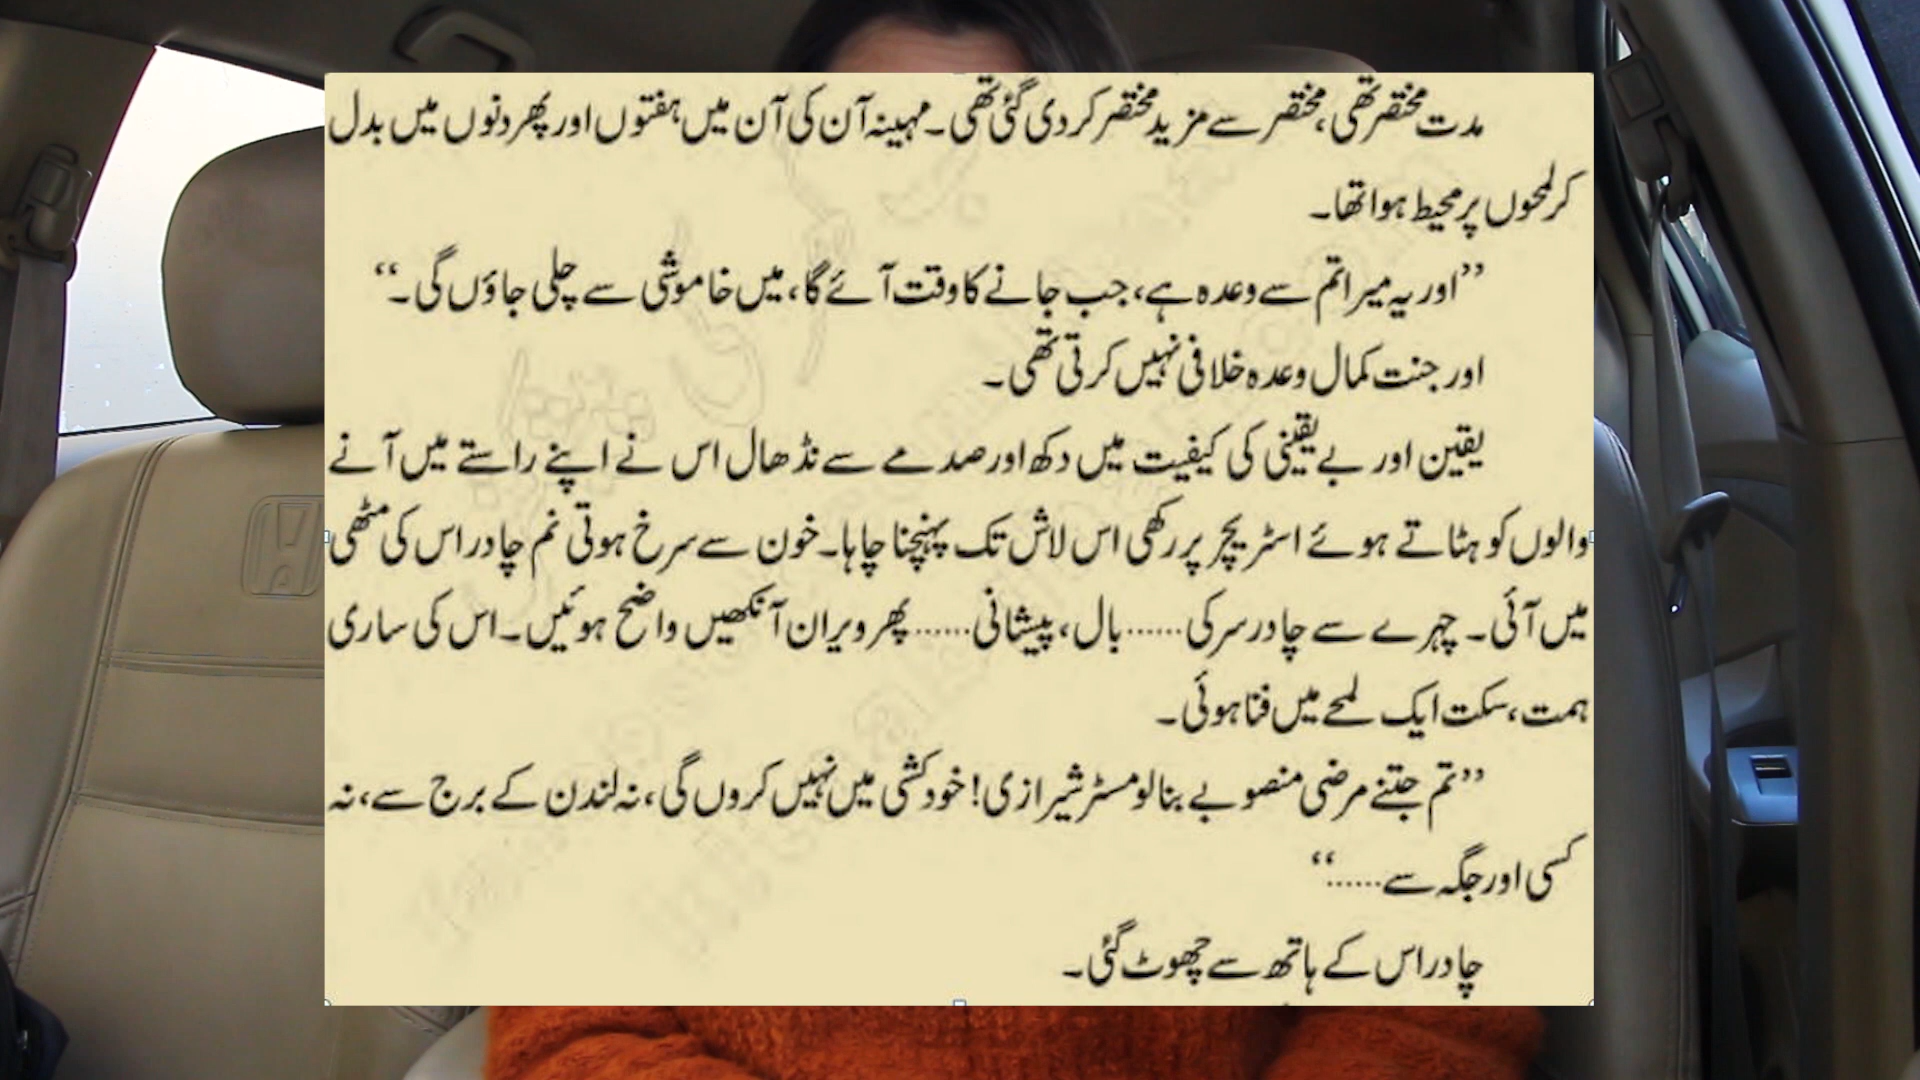 مدت مختصر تھی، مختصر سے مزید مختصر کر دی گئی تھی۔ مہینہ آن کی آن میں ہفتوں اور پھر دنوں میں بدل
کر لمحوں پر محیط ہوا تھا۔
”اور یہ میرا تم سے وعدہ ہے، جب جانے کا وقت آئے گا، میں خاموشی سے چلی جاؤں گی۔“
اور جنت کمال وعدہ خلافی نہیں کرتی تھی۔
یقین اور بے یقینی کی کیفیت میں دکھ اور صدمے سے نڈھال اس نے اپنے راستے میں آنے
والوں کو ہٹاتے ہوئے اسٹریچر پر رکھی اس لاش تک پہنچنا چاہا۔ خون سے سرخ ہوتی نم چادر اس کی مٹھی
میں آئی۔ چہرے سے چادر سرکی...... بال، پیشانی...... پھر ویران آنکھیں واضح ہوئیں۔ اس کی ساری
ہمت، سکت ایک لمحے میں فنا ہوئی۔
”تم جتنے مرضی منصوبے بنا لو مسٹر شیرازی! خودکشی میں نہیں کروں گی، نہ لندن کے برج سے، نہ
کسی اور جگہ سے......“
چادر اس کے ہاتھ سے چھوٹ گئی۔